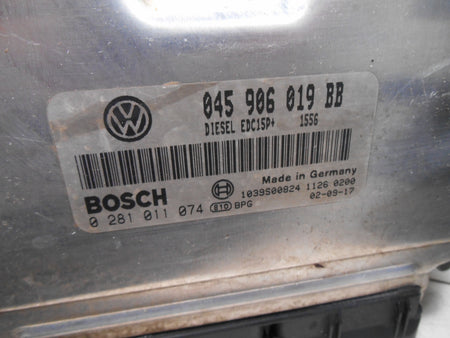 045 906 019 BB
DIESEL EDC15P+ 1556
Made in Germany
BOSCH
1039S00824 1126 0200
0 281 011 074 S10 BPG 02-09-17